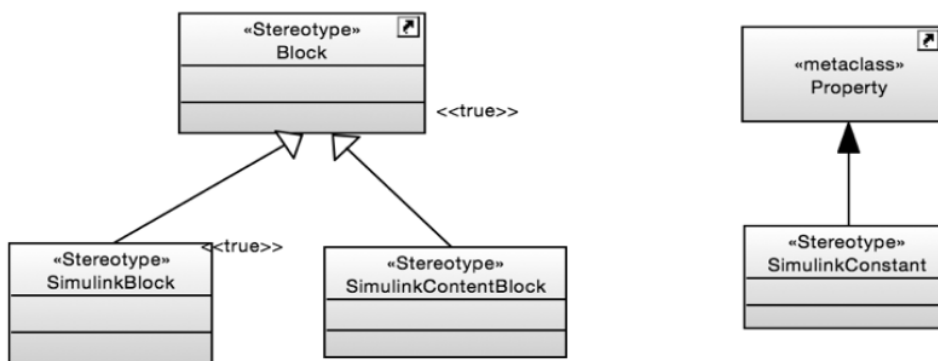 «Stereotype»
Block
<<true>>
«metaclass»
Property
<<true>>
«Stereotype»
SimulinkBlock
«Stereotype»
SimulinkContentBlock
«Stereotype»
SimulinkConstant